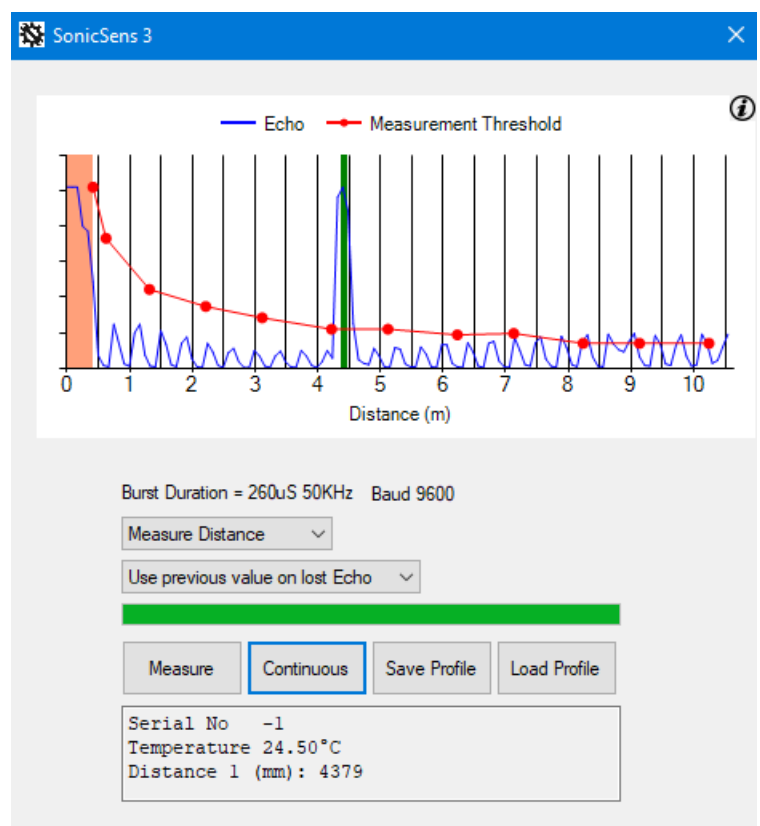 SonicSens 3
Echo Measurement Threshold
0 1 2 3 4 5 6 7 8 9 10
Distance (m)
Burst Duration = 260uS 50KHz Baud 9600
Measure Distance
Use previous value on lost Echo
Measure Continuous Save Profile Load Profile
Serial No -1
Temperature 24.50°C
Distance 1 (mm): 4379